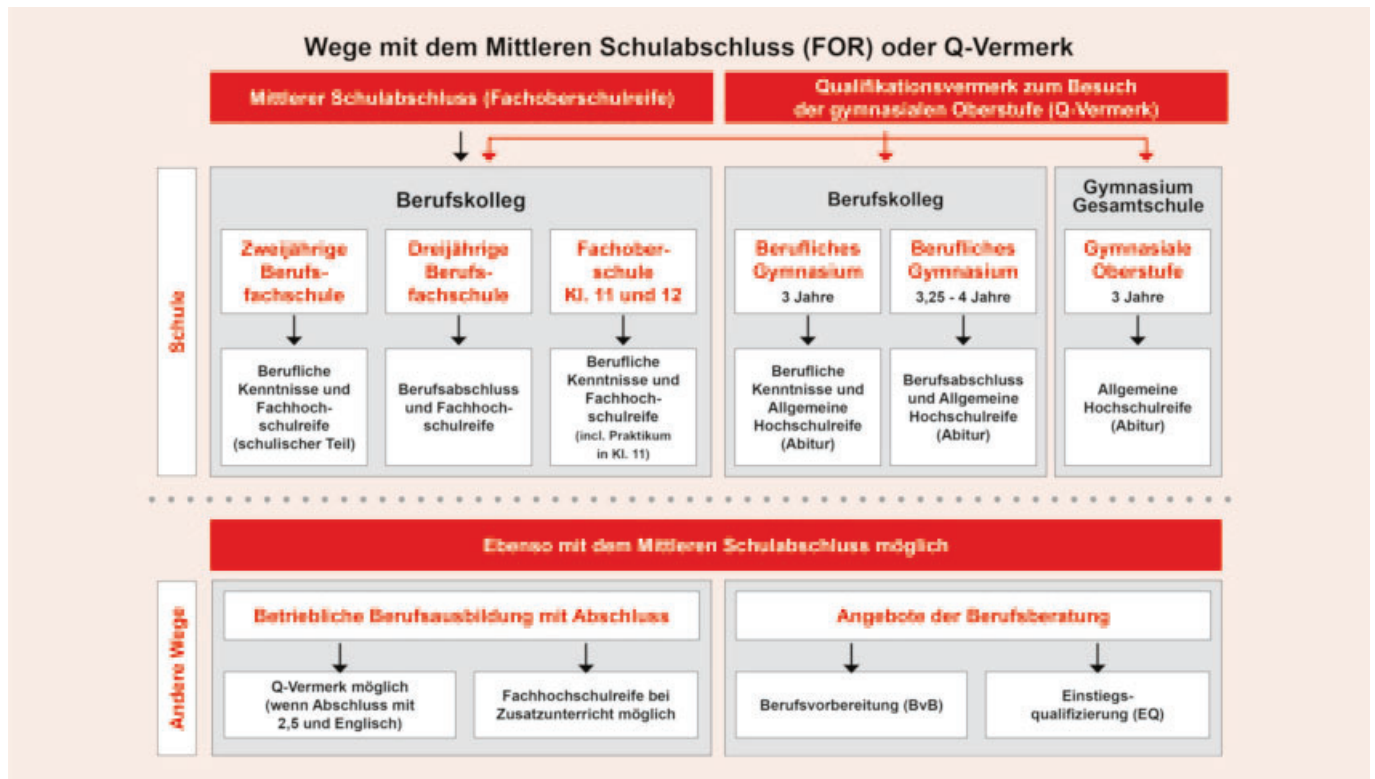 Wege mit dem Mittleren Schulabschluss (FOR) oder Q-Vermerk
Mittlerer Schulabschluss (Fachoberschulreife)
Qualifikationsvermerk zum Besuch
der gymnasialen Oberstufe (Q-Vermerk)
Schule
Berufskolleg
Zweijährige
Berufs-
fachschule
Berufliche
Kenntnisse und
Fachhoch-
schulreife
(schulischer Teil)
Dreijährige
Berufs-
fachschule
Berufsabschluss
und Fachhoch-
schulreife
Fachober-
schule
Kl. 11 und 12
Berufliche
Kenntnisse und
Fachhoch-
schulreife
(incl. Praktikum
in Kl. 11)
Berufskolleg
Berufliches
Gymnasium
3 Jahre
Berufliche
Kenntnisse und
Allgemeine
Hochschulreife
(Abitur)
Berufliches
Gymnasium
3,25 - 4 Jahre
Berufsabschluss
und Allgemeine
Hochschulreife
(Abitur)
Gymnasium
Gesamtschule
Gymnasiale
Oberstufe
3 Jahre
Allgemeine
Hochschulreife
(Abitur)
Ebenso mit dem Mittleren Schulabschluss möglich
Andere Wege
Betriebliche Berufsausbildung mit Abschluss
Q-Vermerk möglich
(wenn Abschluss mit
2,5 und Englisch)
Fachhochschulreife bei
Zusatzunterricht möglich
Angebote der Berufsberatung
Berufsvorbereitung (BvB)
Einstiegs-
qualifizierung (EQ)